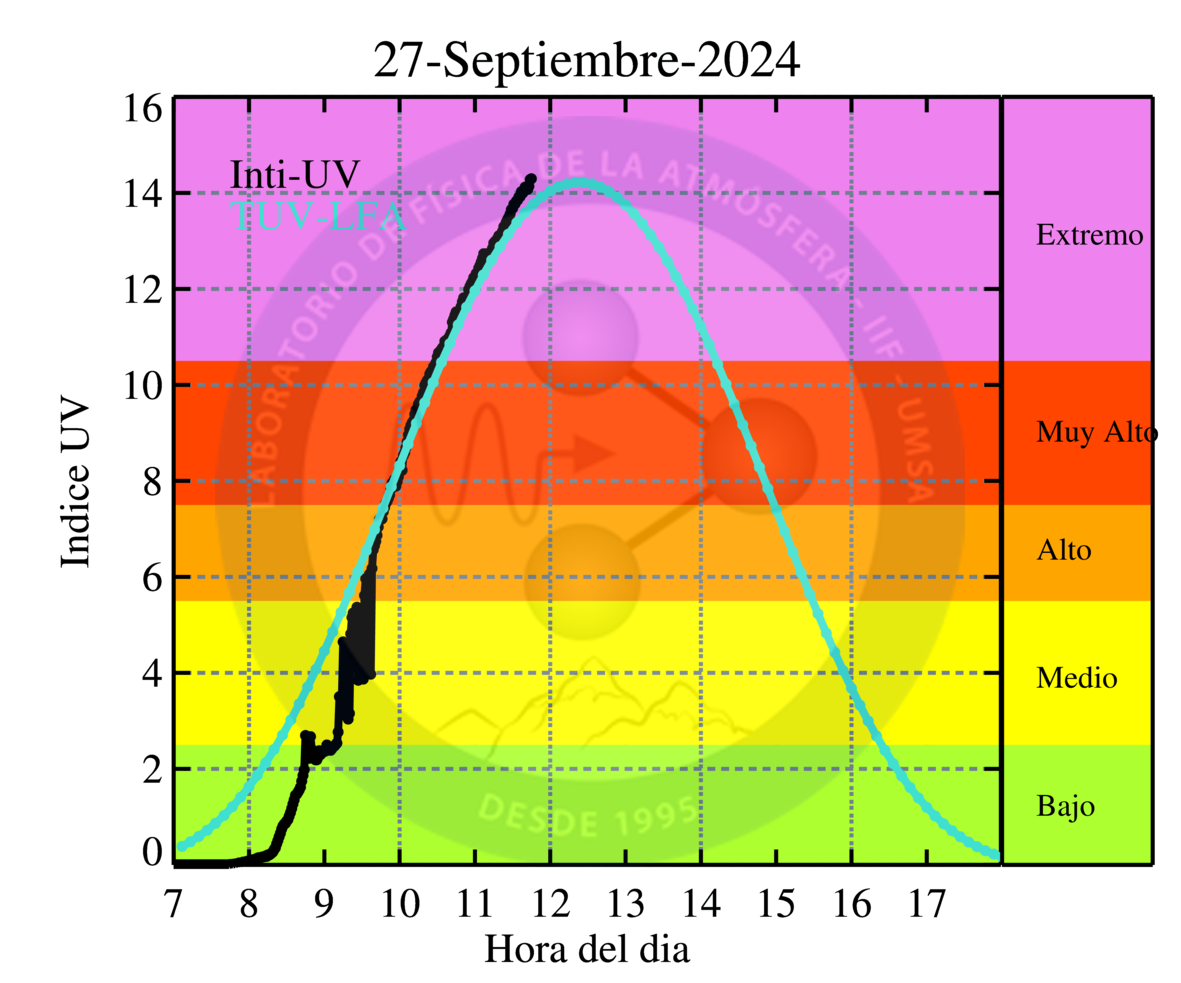 27-Septiembre-2024
16
14
12
10
8
6
4
2
0
Indice UV
Inti-UV
TUV-LFA
LABORATORIO DE FÍSICA DE LA ATMÓSFERA - IIF - UMSA
DESDE 1995
Extremo
Muy Alto
Alto
Medio
Bajo
7 8 9 10 11 12 13 14 15 16 17
Hora del dia